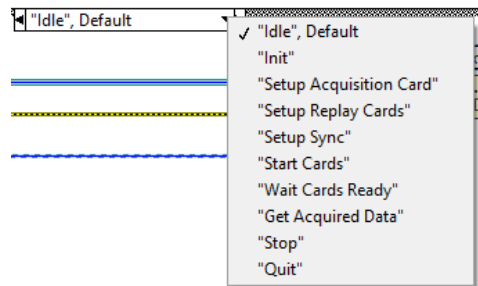 "Idle", Default
"Idle", Default
"Init"
"Setup Acquisition Card"
"Setup Replay Cards"
"Setup Sync"
"Start Cards"
"Wait Cards Ready"
"Get Acquired Data"
"Stop"
"Quit"